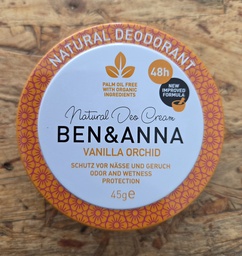 NATURAL DEODORANT
PALM OIL FREE
WITH ORGANIC
INGREDIENTS
48h
NEW
IMPROVED
FORMULA
Natural Deo Cream
BEN&ANNA
VANILLA ORCHID
SCHUTZ VOR NÄSSE UND GERUCH
ODOR AND WETNESS
PROTECTION
45g℮